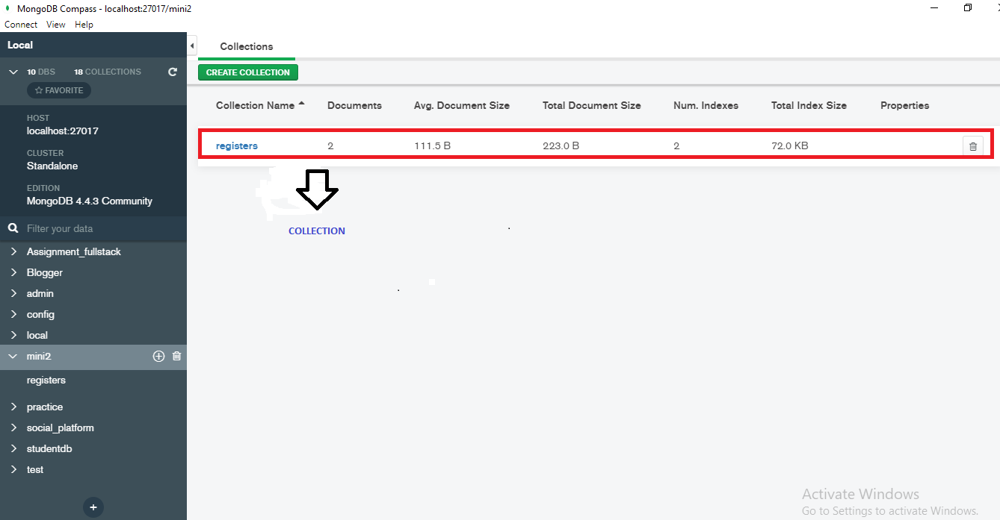 MongoDB Compass - localhost:27017/mini2
Connect View Help
Local
10 DBS 18 COLLECTIONS
FAVORITE
HOST
localhost:27017
CLUSTER
Standalone
EDITION
MongoDB 4.4.3 Community
Filter your data
Assignment_fullstack
Blogger
admin
config
local
mini2
registers
practice
social_platform
studentdb
test
Collections
CREATE COLLECTION
Collection Name Documents Avg. Document Size Total Document Size Num. Indexes Total Index Size Properties
registers 2 111.5 B 223.0 B 2 72.0 KB
COLLECTION
Activate Windows
Go to Settings to activate Windows.